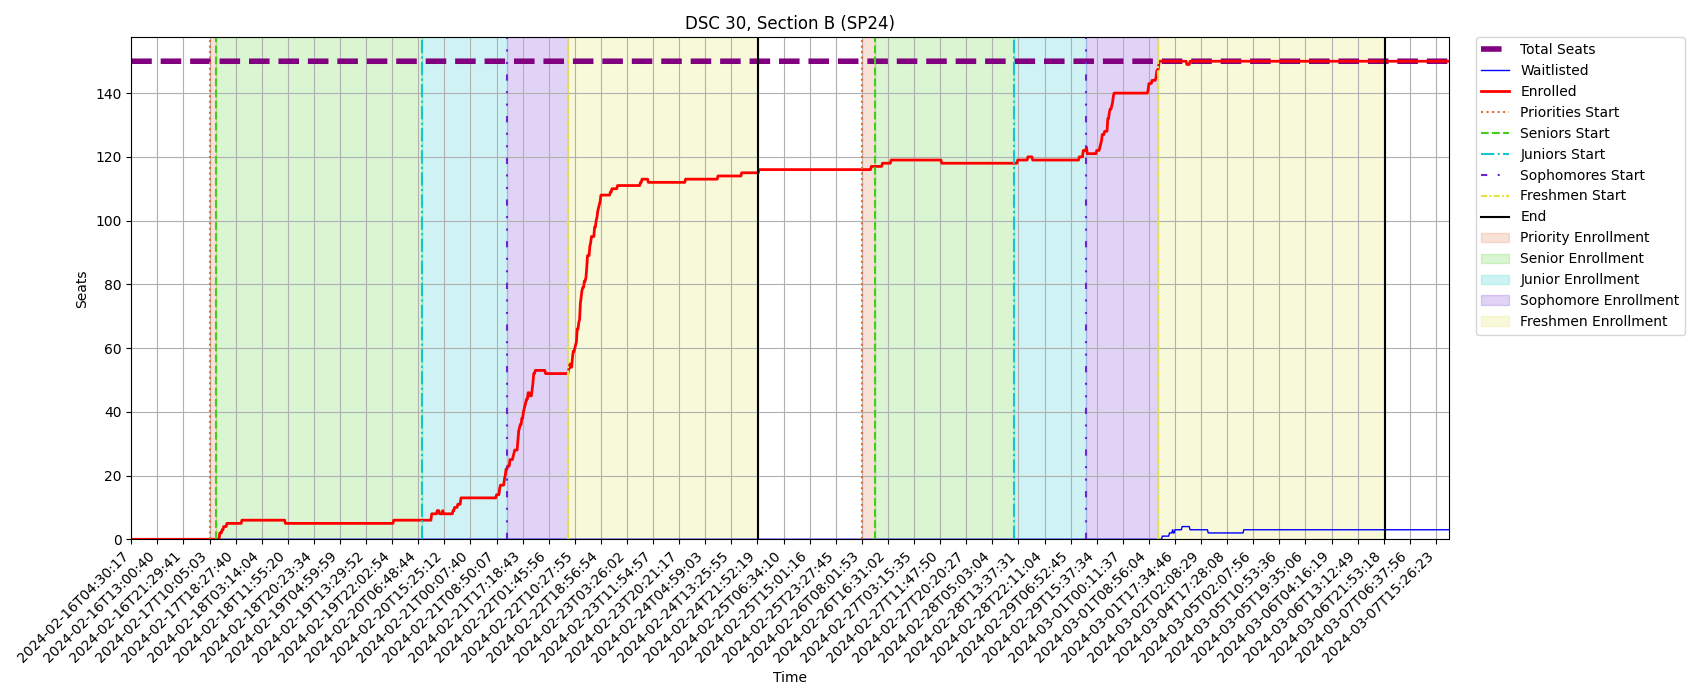 DSC 30, Section B (SP24)
Total Seats
Waitlisted
Enrolled
Priorities Start
Seniors Start
Juniors Start
Sophomores Start
Freshmen Start
End
Priority Enrollment
Senior Enrollment
Junior Enrollment
Sophomore Enrollment
Freshmen Enrollment
Seats
140
120
100
80
60
40
20
0
2024-02-16T04:30:17
2024-02-16T13:00:40
2024-02-16T21:29:41
2024-02-17T10:05:03
2024-02-17T18:27:40
2024-02-18T03:14:04
2024-02-18T11:55:20
2024-02-18T20:23:34
2024-02-19T04:59:59
2024-02-19T13:29:52
2024-02-19T22:02:54
2024-02-20T06:48:44
2024-02-20T15:25:12
2024-02-21T00:07:40
2024-02-21T08:50:07
2024-02-21T17:18:43
2024-02-22T01:45:56
2024-02-22T10:27:55
2024-02-22T18:56:54
2024-02-23T03:26:02
2024-02-23T11:54:57
2024-02-23T20:21:17
2024-02-24T04:59:03
2024-02-24T13:25:55
2024-02-24T21:52:19
2024-02-25T06:34:10
2024-02-25T15:01:16
2024-02-25T23:27:45
2024-02-26T08:01:53
2024-02-26T16:31:02
2024-02-27T03:15:35
2024-02-27T11:47:50
2024-02-27T20:20:27
2024-02-28T05:03:04
2024-02-28T13:37:31
2024-02-28T22:11:04
2024-02-29T06:52:45
2024-02-29T15:37:34
2024-03-01T00:11:37
2024-03-01T08:56:04
2024-03-01T17:34:46
2024-03-02T02:08:29
2024-03-04T17:28:05
2024-03-05T02:07:56
2024-03-05T10:53:36
2024-03-05T19:35:06
2024-03-06T04:16:19
2024-03-06T13:12:49
2024-03-06T21:53:18
2024-03-07T06:37:56
2024-03-07T15:26:23
Time